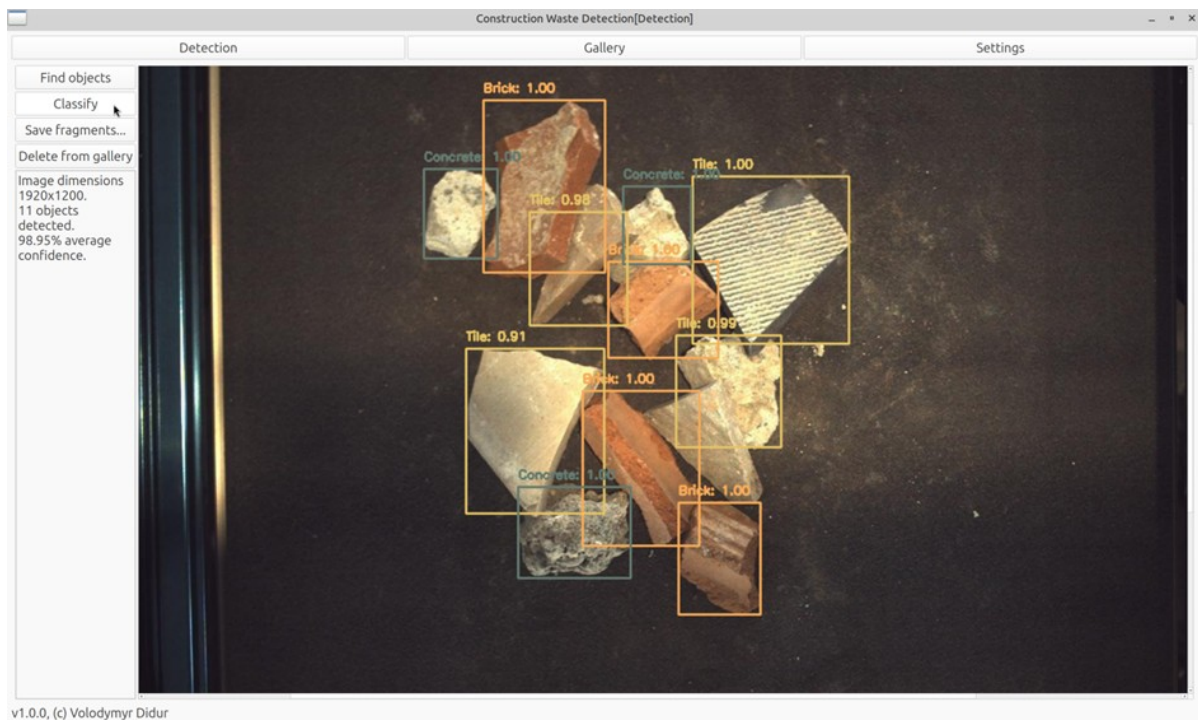 Construction Waste Detection[Detection]
Detection Gallery Settings
Find objects
Classify
Save fragments...
Delete from gallery
Image dimensions
1920x1200.
11 objects
detected.
98.95% average
confidence.
Brick: 1.00
Concrete: 1.00
Tile: 1.00
Concrete: 1.00
Tile: 0.98
Brick: 1.00
Tile: 0.99
Tile: 0.91
Brick: 1.00
Concrete: 1.00
Brick: 1.00
v1.0.0, (c) Volodymyr Didur